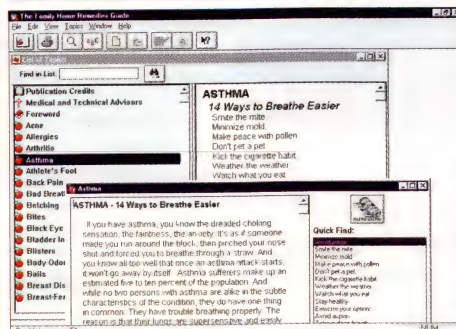 The Family Home Remedies Guide
File Edit View Topics Window Help
List of Topics
Find in List:
Publication Credits
Medical and Technical Advisors
Foreword
Acne
Allergies
Arthritis
Asthma
Athlete's Foot
Back Pain
Bad Breat
Belching
Bites
Black Eye
Bladder In
Blisters
Body Odor
Boils
Breast Dis
Breast-Fee
ASTHMA
14 Ways to Breathe Easier
Smite the mite
Minimize mold
Make peace with pollen
Don't pet a pet
Kick the cigarette habit
Weather the weather
Watch what you eat
Asthma
ASTHMA - 14 Ways to Breathe Easier
If you have asthma, you know the dreaded choking
sensation, the faintness, the anxiety. It's as if someone
made you run around the block, then pinched your nose
shut and forced you to breathe through a straw. And
you know all too well that once an attack starts,
it won't go away by itself. Asthma sufferers make up an
estimated five to ten percent of the population. And
while no two persons with asthma are alike in the subtle
characteristics of the condition, they do have one thing
in common. They have trouble breathing properly. The
reason is that their lungs are supersensitive and easily
Quick Find:
Introduction
Smite the mite
Minimize mold
Make peace with pollen
Don't pet a pet
Kick the cigarette habit
Weather the weather
Watch what you eat
Stay healthy
Exercise your options
Avoid aspirin